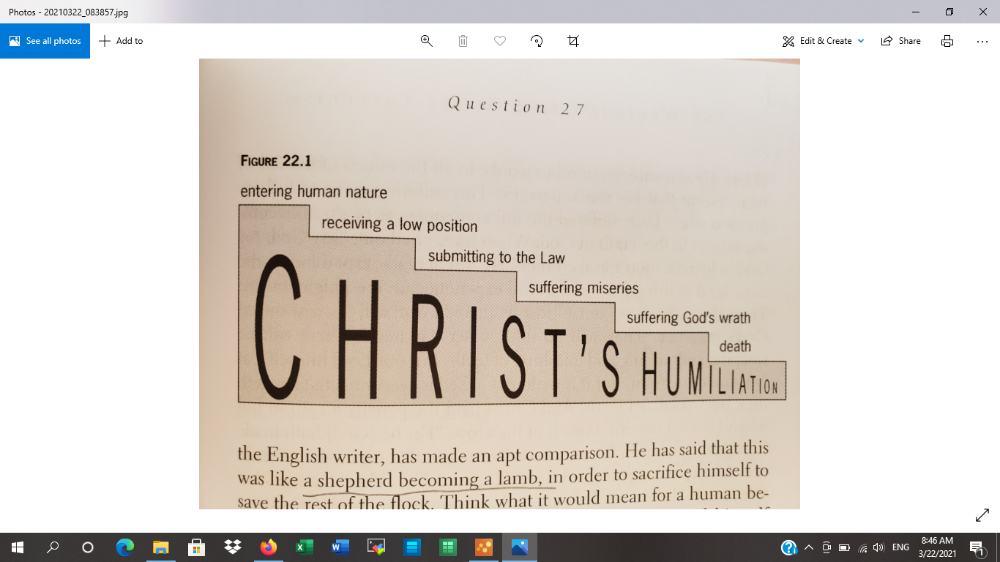 Photos - 20210322_083857.jpg
See all photos
Add to
Edit & Create
Share
Question 27
FIGURE 22.1
entering human nature
receiving a low position
submitting to the Law
suffering miseries
suffering God's wrath
death
CHRIST'S HUMILIATION
the English writer, has made an apt comparison. He has said that this
was like a shepherd becoming a lamb, in order to sacrifice himself to
save the rest of the flock. Think what it would mean for a human be-
ENG
8:46 AM
3/22/2021
1